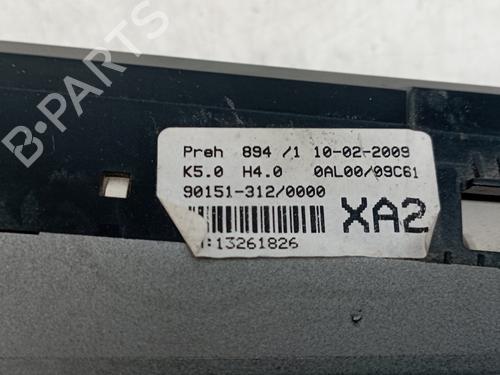 B-Parts
Preh 894 /1 10-02-2009
K5.0 H4.0 0AL00/09C61
90151-312/0000
XA2
:13261826